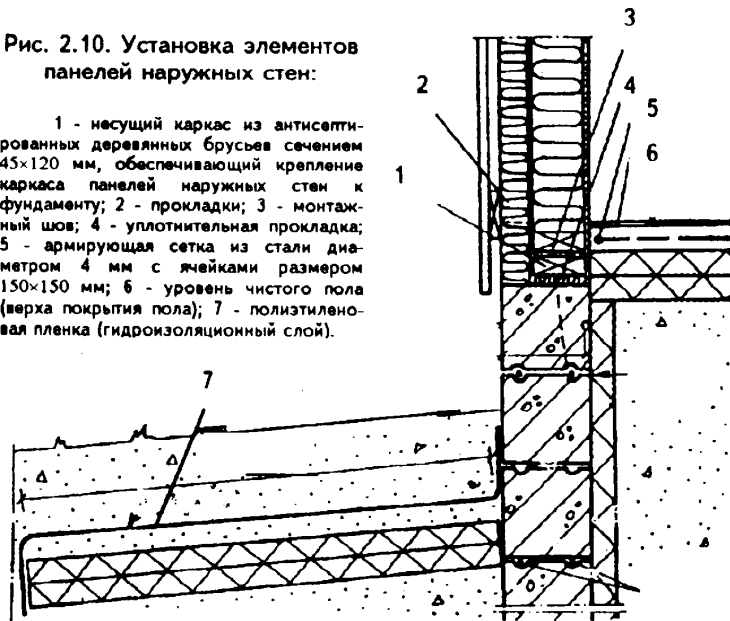 Рис. 2.10. Установка элементов
панелей наружных стен:
1 - несущий каркас из антисепти-
рованных деревянных брусьев сечением
45×120 мм, обеспечивающий крепление
каркаса панелей наружных стен к
фундаменту; 2 - прокладки; 3 - монтаж-
ный шов; 4 - уплотнительная прокладка;
5 - армирующая сетка из стали диа-
метром 4 мм с ячейками размером
150×150 мм; 6 - уровень чистого пола
(верха покрытия пола); 7 - полиэтилено-
вая пленка (гидроизоляционный слой).
3
2
4
5
6
1
7